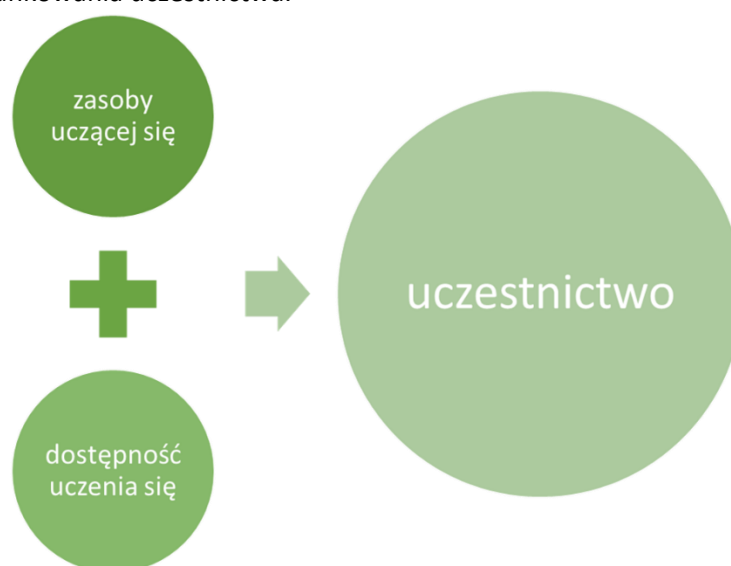 uczestnictwa.
zasoby
uczącej się
uczestnictwo
dostępność
uczenia się